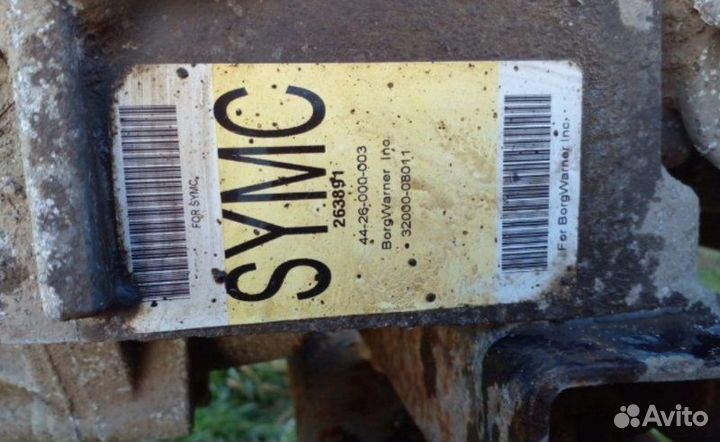 FOR SYMC.
SYMC
263891
44-26-000-003
BorgWarner Inc.
32000-08011
For BorgWarner Inc.
Avito